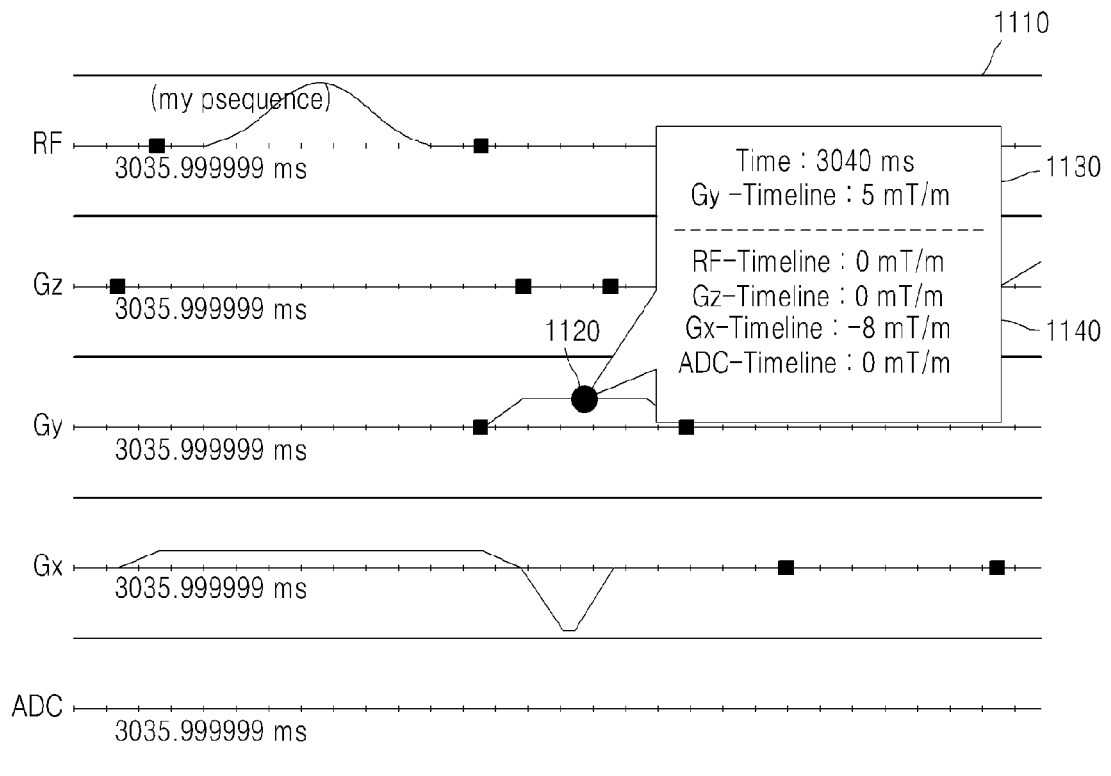 1110
(my psequence)
RF
3035.999999 ms
Time : 3040 ms
Gy -Timeline : 5 mT/m
1130
RF-Timeline : 0 mT/m
Gz-Timeline : 0 mT/m
Gx-Timeline : -8 mT/m
ADC-Timeline : 0 mT/m
1140
Gz
3035.999999 ms
1120
Gy
3035.999999 ms
Gx
3035.999999 ms
ADC
3035.999999 ms